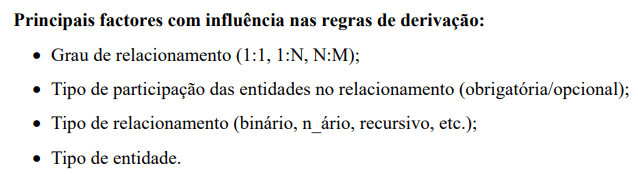 Principais factores com influência nas regras de derivação:
• Grau de relacionamento (1:1, 1:N, N:M);
• Tipo de participação das entidades no relacionamento (obrigatória/opcional);
• Tipo de relacionamento (binário, n_ário, recursivo, etc.);
• Tipo de entidade.